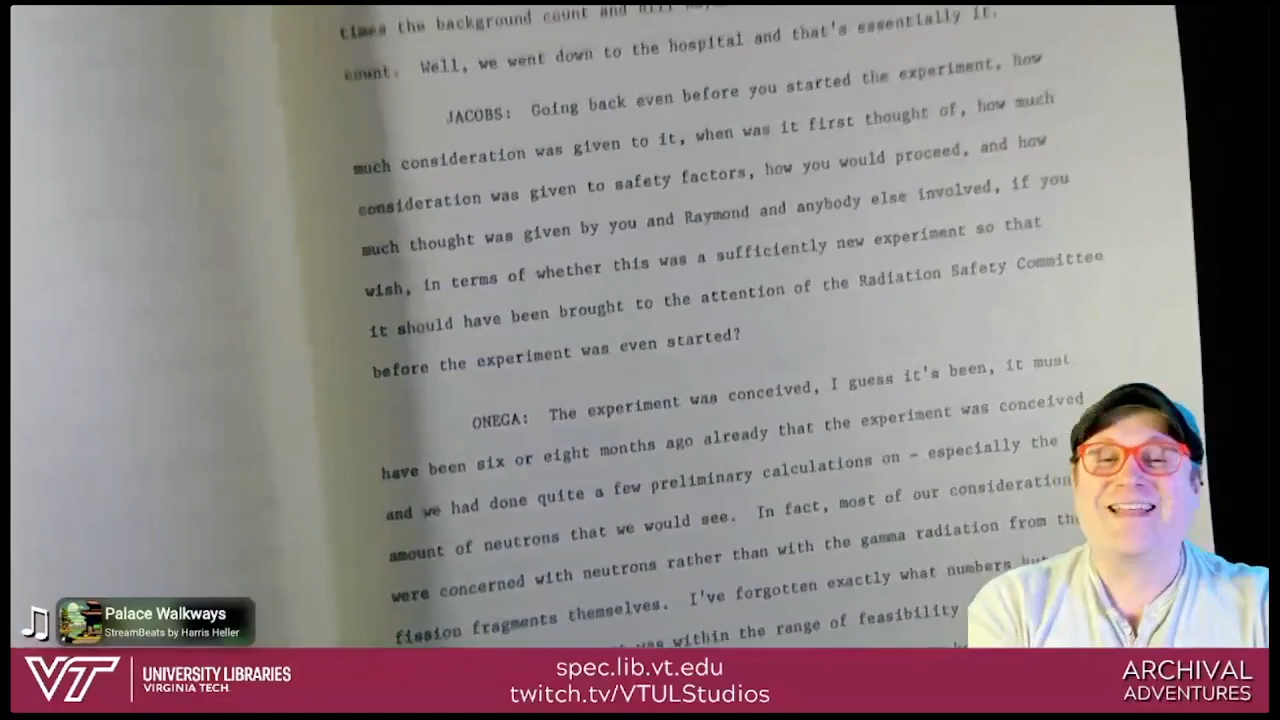 times the background count and
count. Well, we went down to the hospital and that's essentially it.
JACOBS: Going back even before you started the experiment, how
much consideration was given to it, when was it first thought of, how much
consideration was given to safety factors, how you would proceed, and how
much thought was given by you and Raymond and anybody else involved, if you
wish, in terms of whether this was a sufficiently new experiment so that
it should have been brought to the attention of the Radiation Safety Committee
before the experiment was even started?
ONEGA: The experiment was conceived, I guess it's been, it must
have been six or eight months ago already that the experiment was conceived
and we had done quite a few preliminary calculations on - especially the
amount of neutrons that we would see. In fact, most of our consideration
were concerned with neutrons rather than with the gamma radiation from the
fission fragments themselves. I've forgotten exactly what numbers but
was within the range of feasibility
Palace Walkways
StreamBeats by Harris Heller
VT
UNIVERSITY LIBRARIES
VIRGINIA TECH.
spec.lib.vt.edu
twitch.tv/VTULStudios
ARCHIVAL
ADVENTURES